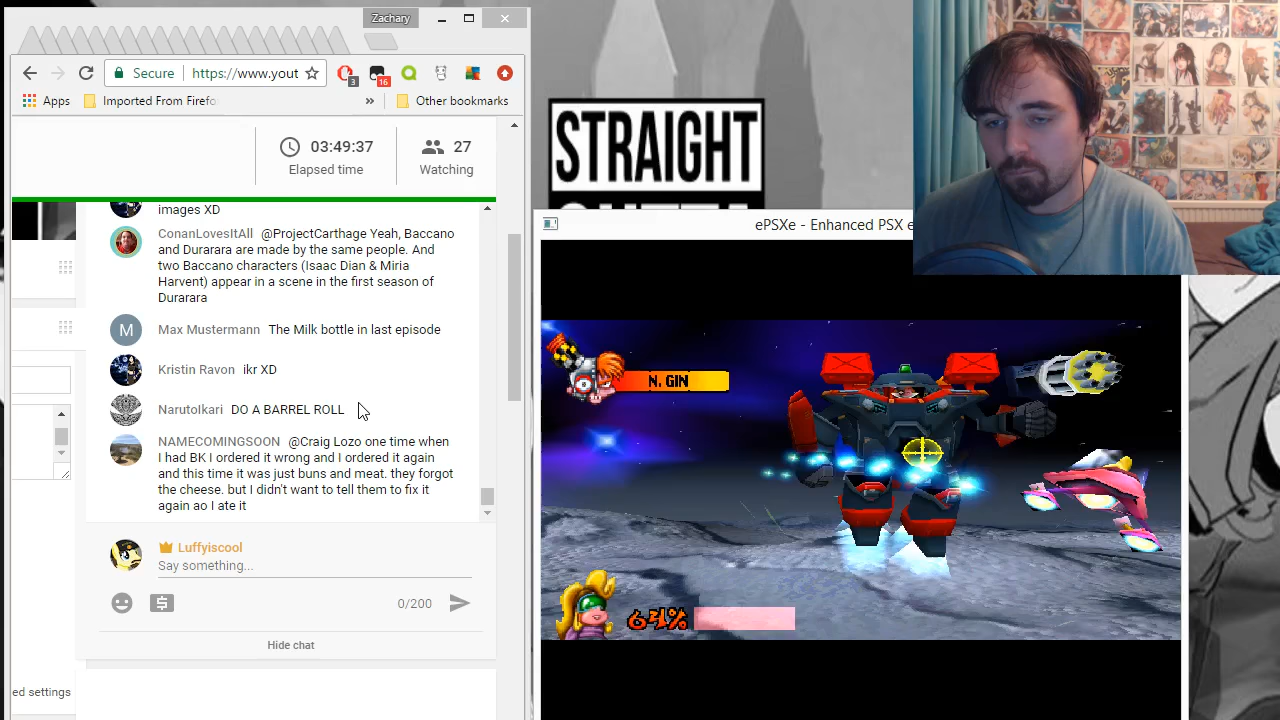 Zachary
Secure
https://www.yout
3
16
Apps
Imported From Firefo
»
Other bookmarks
03:49:37
Elapsed time
27
Watching
images XD
ConanLovesItAll @ProjectCarthage Yeah, Baccano
and Durarara are made by the same people. And
two Baccano characters (Isaac Dian & Miria
Harvent) appear in a scene in the first season of
Durarara
M
Max Mustermann The Milk bottle in last episode
Kristin Ravon ikr XD
NarutoIkari DO A BARREL ROLL
NAMECOMINGSOON @Craig Lozo one time when
I had BK I ordered it wrong and I ordered it again
and this time it was just buns and meat. they forgot
the cheese. but I didn't want to tell them to fix it
again ao I ate it
Luffyiscool
Say something...
0/200
Hide chat
ed settings
STRAIGHT
ePSXe - Enhanced PSX e
N. GIN
64%